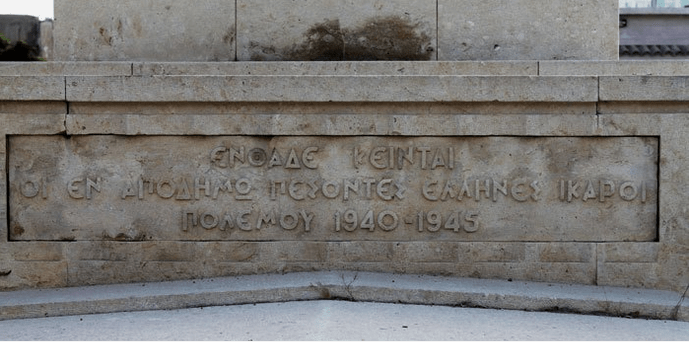 ΕΝΘΑΔΕ ΚΕΙΝΤΑΙ
ΟΙ ΕΝ ΑΠΟΔΗΜΩ ΠΕΣΟΝΤΕΣ ΕΛΛΗΝΕΣ ΙΚΑΡΟΙ
ΠΟΛΕΜΟΥ 1940-1945